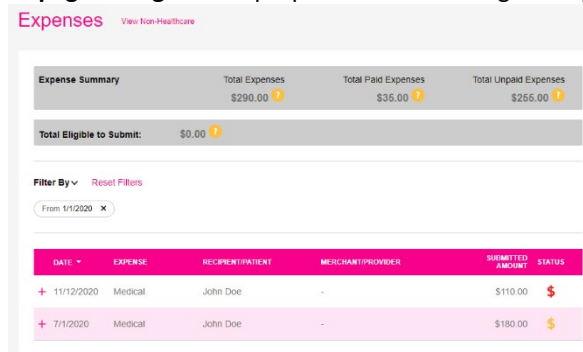 Expenses View Non-Healthcare
Expense Summary Total Expenses Total Paid Expenses Total Unpaid Expenses
$290.00 ? $35.00 ? $255.00 ?
Total Eligible to Submit: $0.00 ?
Filter By Reset Filters
From 1/1/2020 ×
DATE EXPENSE RECIPIENT/PATIENT MERCHANT/PROVIDER SUBMITTED AMOUNT STATUS
+ 11/12/2020 Medical John Doe - $110.00 $
+ 7/1/2020 Medical John Doe - $180.00 $